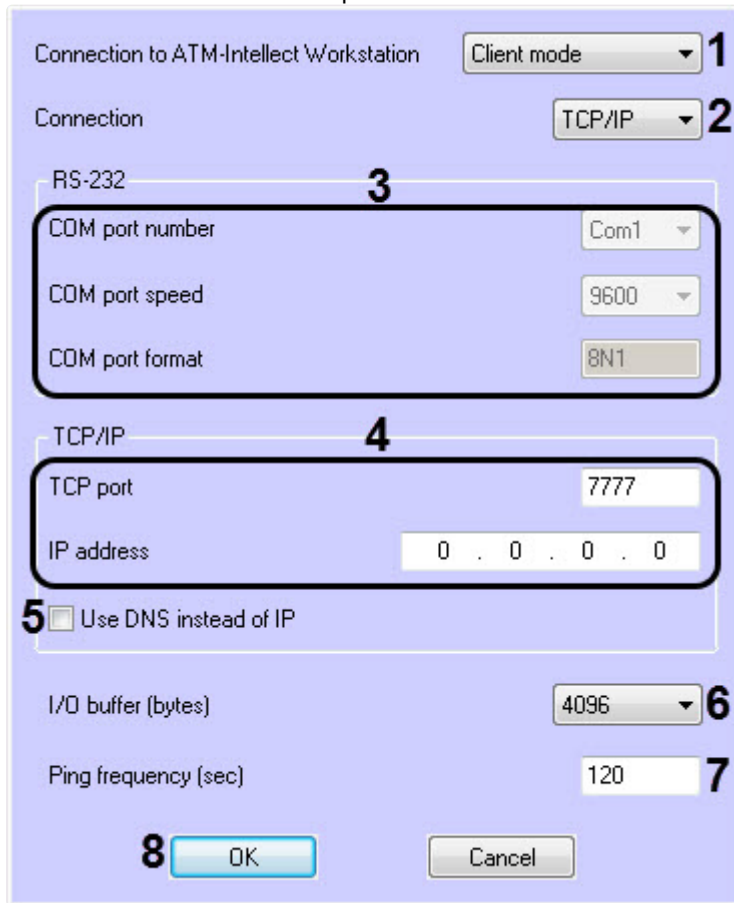 Connection to ATM-Intellect Workstation Client mode 1
Connection TCP/IP 2
RS-232 3
COM port number Com1
COM port speed 9600
COM port format 8N1
TCP/IP 4
TCP port 7777
IP address 0 . 0 . 0 . 0
5 Use DNS instead of IP
I/O buffer (bytes) 4096 6
Ping frequency (sec) 120 7
8 OK Cancel